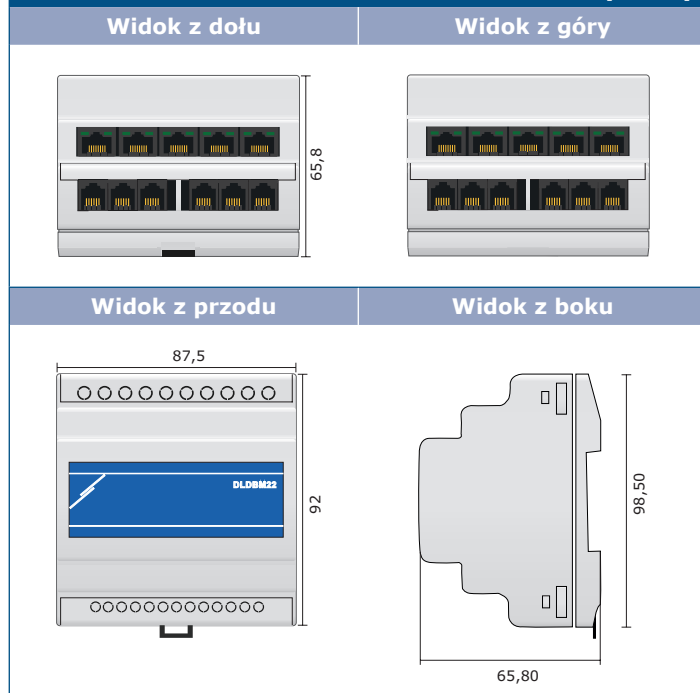 Widok z dołu
Widok z góry
65,8
Widok z przodu
Widok z boku
87,5
DLDBM22
92
98,50
65,80